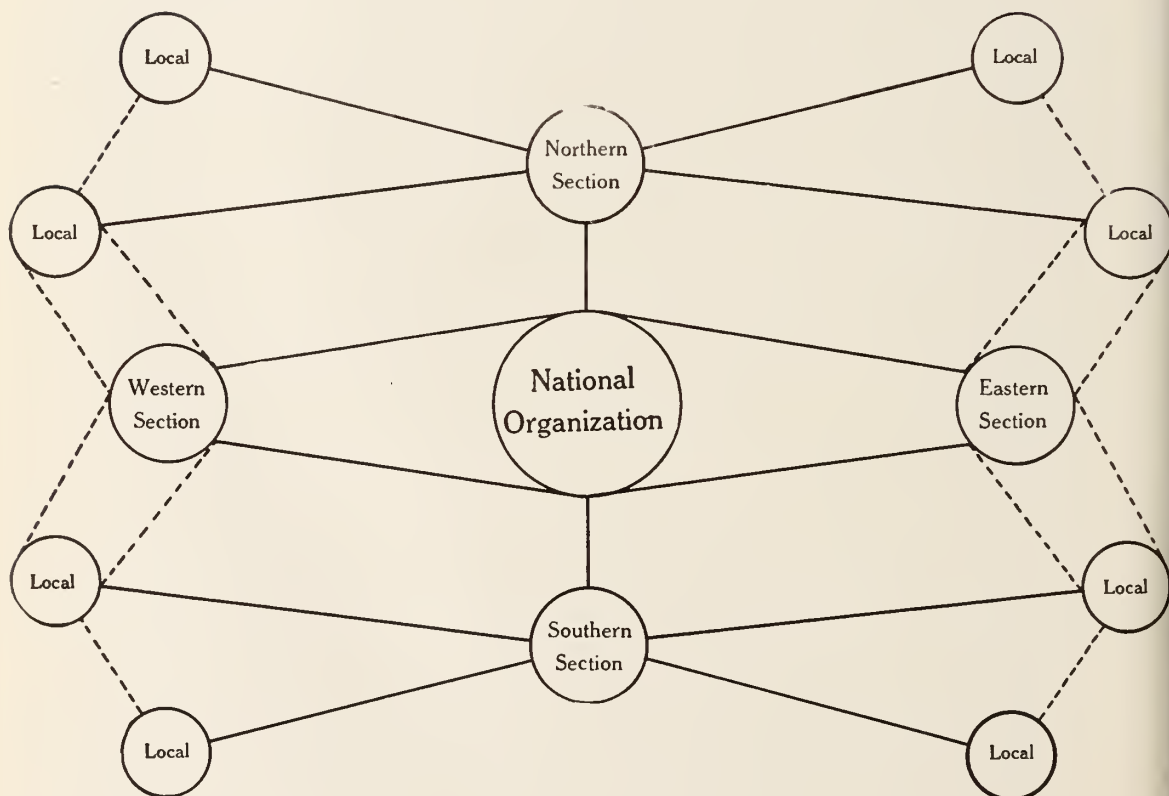 Local
Local
Northern
Section
Local
Local
Western
Section
National
Organization
Eastern
Section
Local
Local
Southern
Section
Local
Local